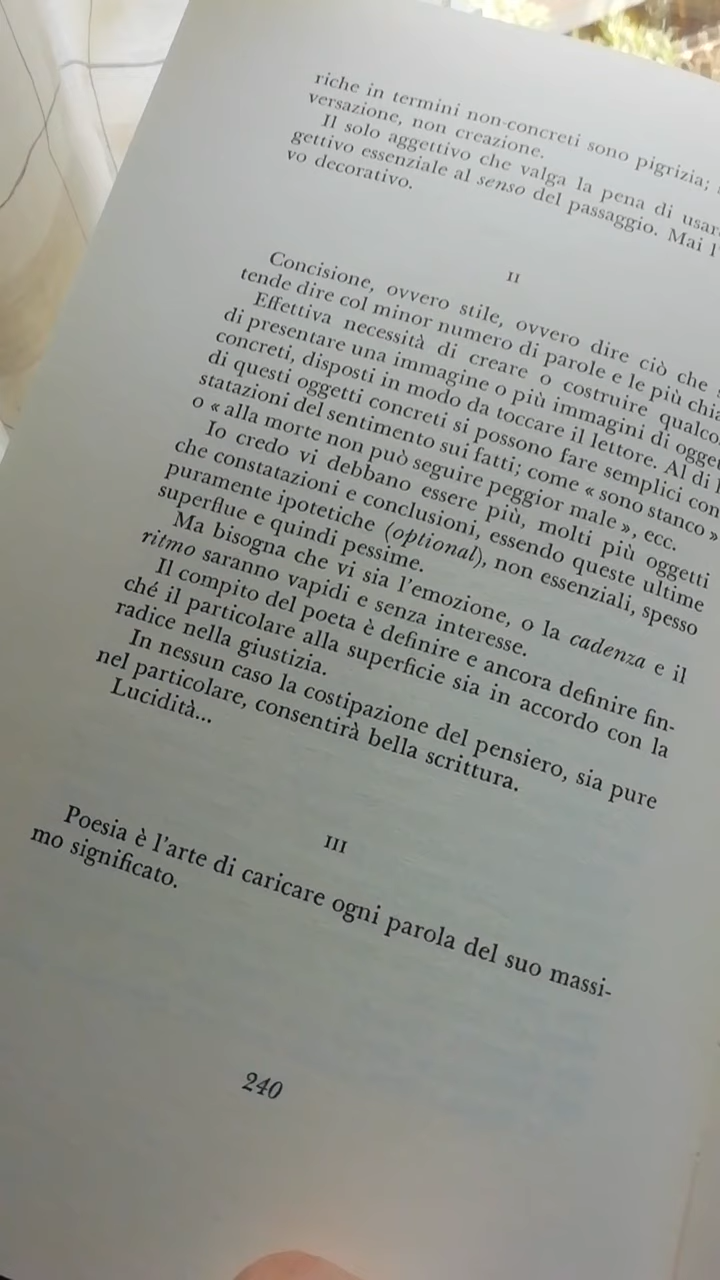 riche in termini non-concreti sono pigrizia;
versazione, non creazione.
Il solo aggettivo che valga la pena di
gettivo essenziale al senso del passaggio. Mai
vo decorativo.
II
Concisione, ovvero stile, ovvero dire ciò che
tende dire col minor numero di parole e le più
Effettiva necessità di creare o costruire
di presentare una immagine o più immagini di
concreti, disposti in modo da toccare il lettore. Al di
di questi oggetti concreti si possono fare semplici con
statazioni del sentimento sui fatti; come « sono stanco »
o « alla morte non può seguire peggior male », ecc.
Io credo vi debbano essere più, molti più oggetti
che constatazioni e conclusioni, essendo queste ultime
puramente ipotetiche (optional), non essenziali, spesso
superflue e quindi pessime.
Ma bisogna che vi sia l'emozione, o la cadenza e il
ritmo saranno vapidi e senza interesse.
Il compito del poeta è definire e ancora definire fin-
ché il particolare alla superficie sia in accordo con la
radice nella giustizia.
In nessun caso la costipazione del pensiero, sia pure
nel particolare, consentirà bella scrittura.
Lucidità...
III
Poesia è l'arte di caricare ogni parola del suo massi-
mo significato.
240